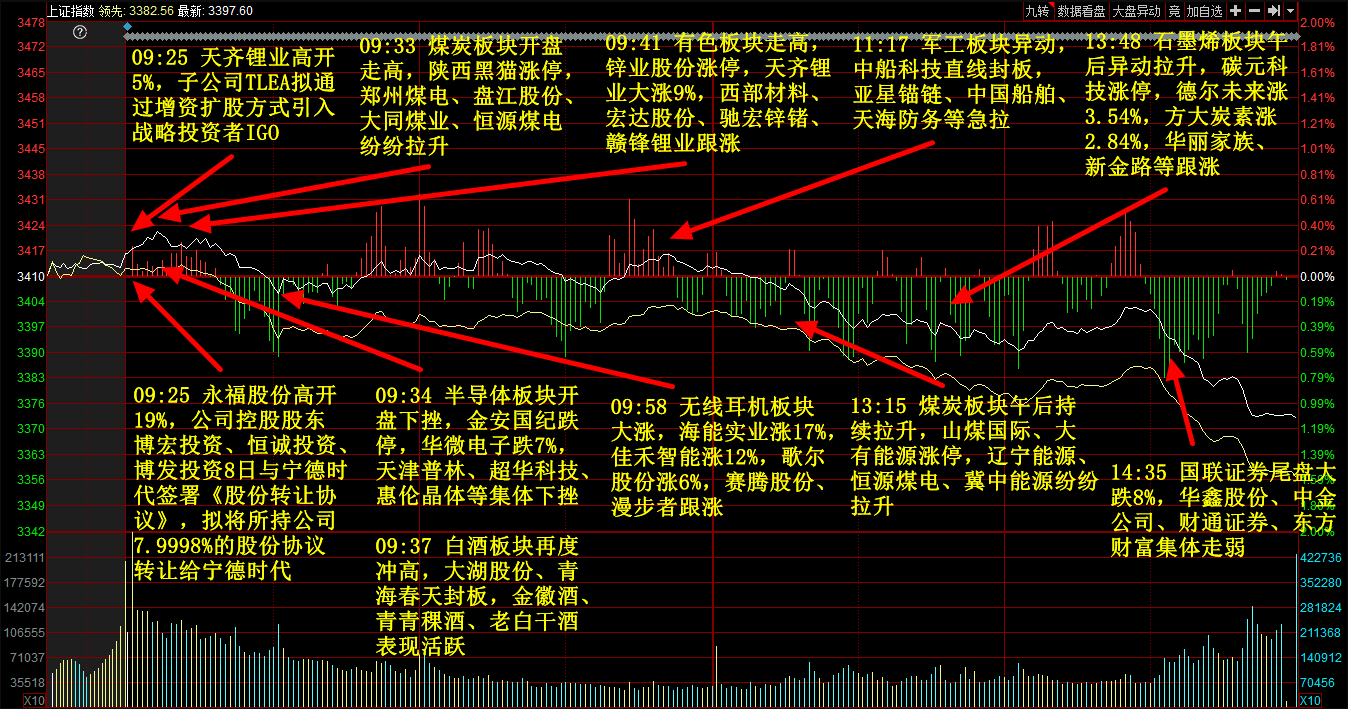 上证指数 领先: 3382.56 最新: 3397.60
九转 数据看盘 大盘异动 竞 加自选
3478
3472
3465
3458
3451
3445
3438
3431
3424
3417
3410
3404
3397
3390
3383
3376
3370
3363
3356
3349
3342
213111
177592
142074
106555
71037
35518
X10
09:25 天齐锂业高开
5%，子公司TLEA拟通
过增资扩股方式引入
战略投资者IGO
09:33 煤炭板块开盘
走高，陕西黑猫涨停，
郑州煤电、盘江股份、
大同煤业、恒源煤电
纷纷拉升
09:41 有色板块走高，
锌业股份涨停，天齐锂
业大涨9%，西部材料、
宏达股份、驰宏锌锗、
赣锋锂业跟涨
11:17 军工板块异动，
中船科技直线封板，
亚星锚链、中国船舶、
天海防务等急拉
13:48 石墨烯板块午
后异动拉升，碳元科
技涨停，德尔未来涨
3.54%，方大炭素涨
2.84%，华丽家族、
新金路等跟涨
09:25 永福股份高开
19%，公司控股股东
博宏投资、恒诚投资、
博发投资8日与宁德时
代签署《股份转让协
议》，拟将所持公司
7.9998%的股份协议
转让给宁德时代
09:34 半导体板块开
盘下挫，金安国纪跌
停，华微电子跌7%，
天津普林、超华科技、
惠伦晶体等集体下挫
09:37 白酒板块再度
冲高，大湖股份、青
海春天封板，金徽酒、
青青稞酒、老白干酒
表现活跃
09:58 无线耳机板块
大涨，海能实业涨17%，
佳禾智能涨12%，歌尔
股份涨6%，赛腾股份、
漫步者跟涨
13:15 煤炭板块午后持
续拉升，山煤国际、大
有能源涨停，辽宁能源、
恒源煤电、冀中能源纷纷
拉升
14:35 国联证券尾盘大
跌8%，华鑫股份、中金
公司、财通证券、东方
财富集体走弱
2.00%
1.81%
1.61%
1.41%
1.21%
1.01%
0.81%
0.61%
0.40%
0.21%
0.00%
0.19%
0.39%
0.59%
0.79%
0.99%
1.19%
1.39%
1.80%
2.00%
422736
352280
281824
211368
140912
70456
X10